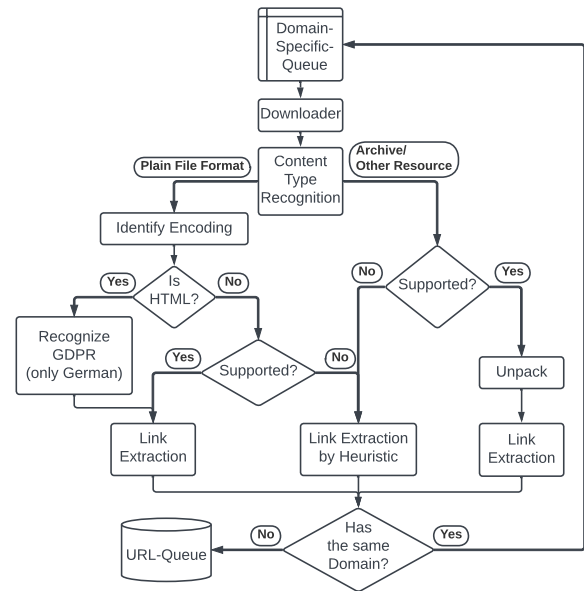 Domain-
Specific-
Queue
Downloader
Plain File Format
Archive/
Other Resource
Content
Type
Recognition
Identify Encoding
Yes
Is
HTML?
No
No
Supported?
Yes
Recognize
GDPR
(only German)
Yes
Supported?
No
Unpack
Link
Extraction
Link Extraction
by Heuristic
Link
Extraction
URL-Queue
No
Has
the same
Domain?
Yes